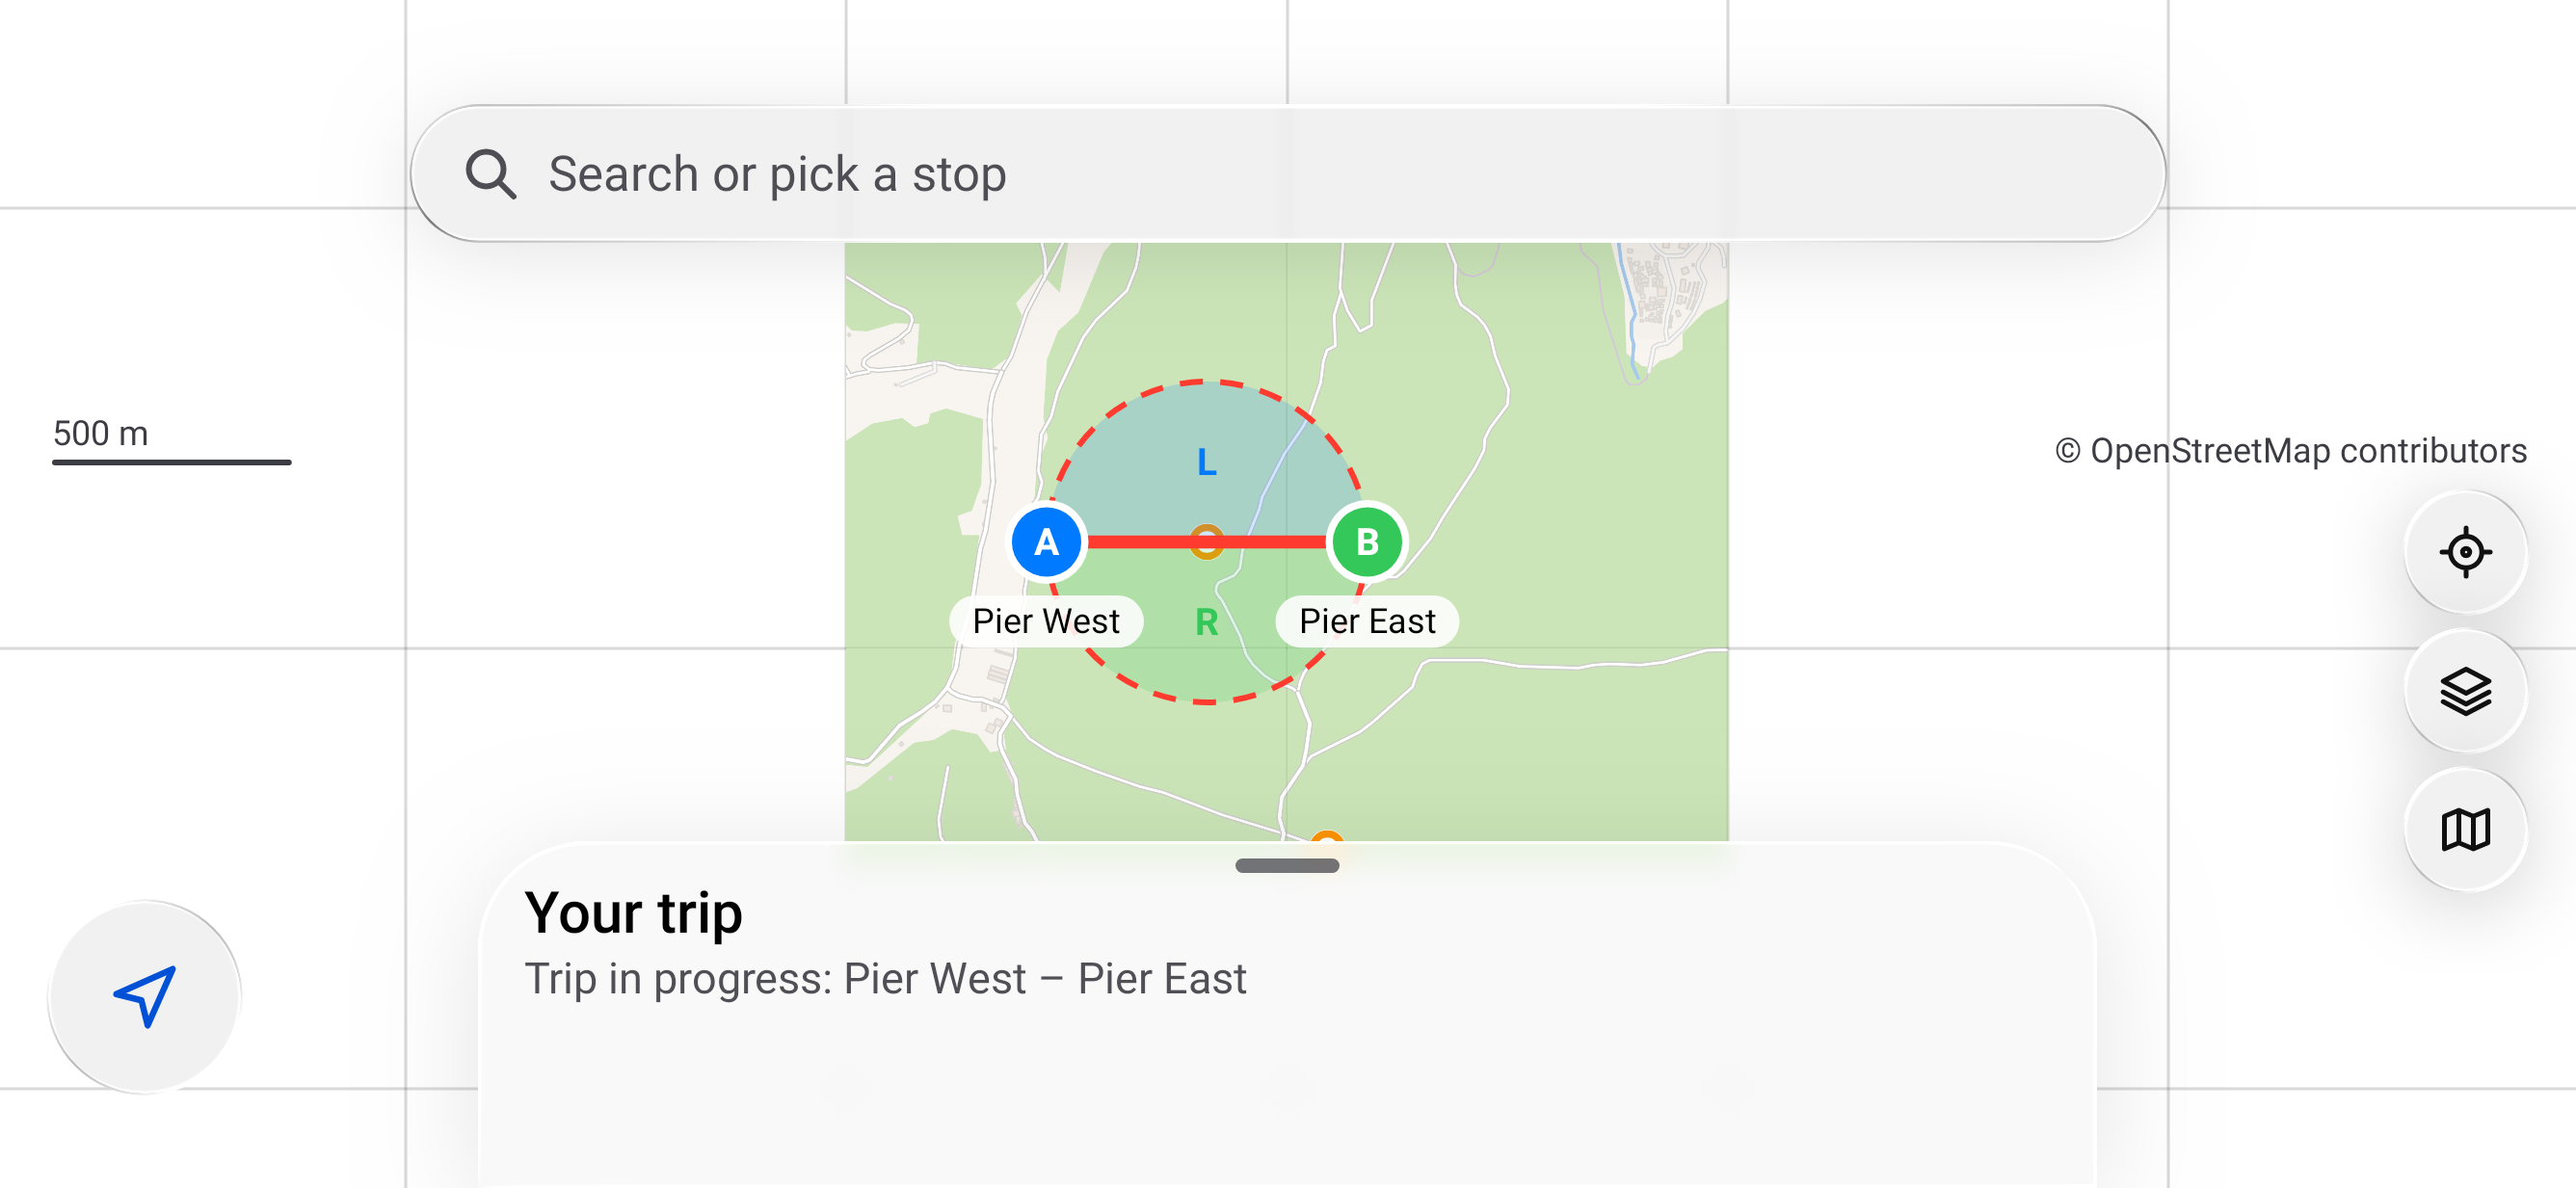 Search or pick a stop
500 m
© OpenStreetMap contributors
L
A
B
Pier West
R
Pier East
Your trip
Trip in progress: Pier West – Pier East